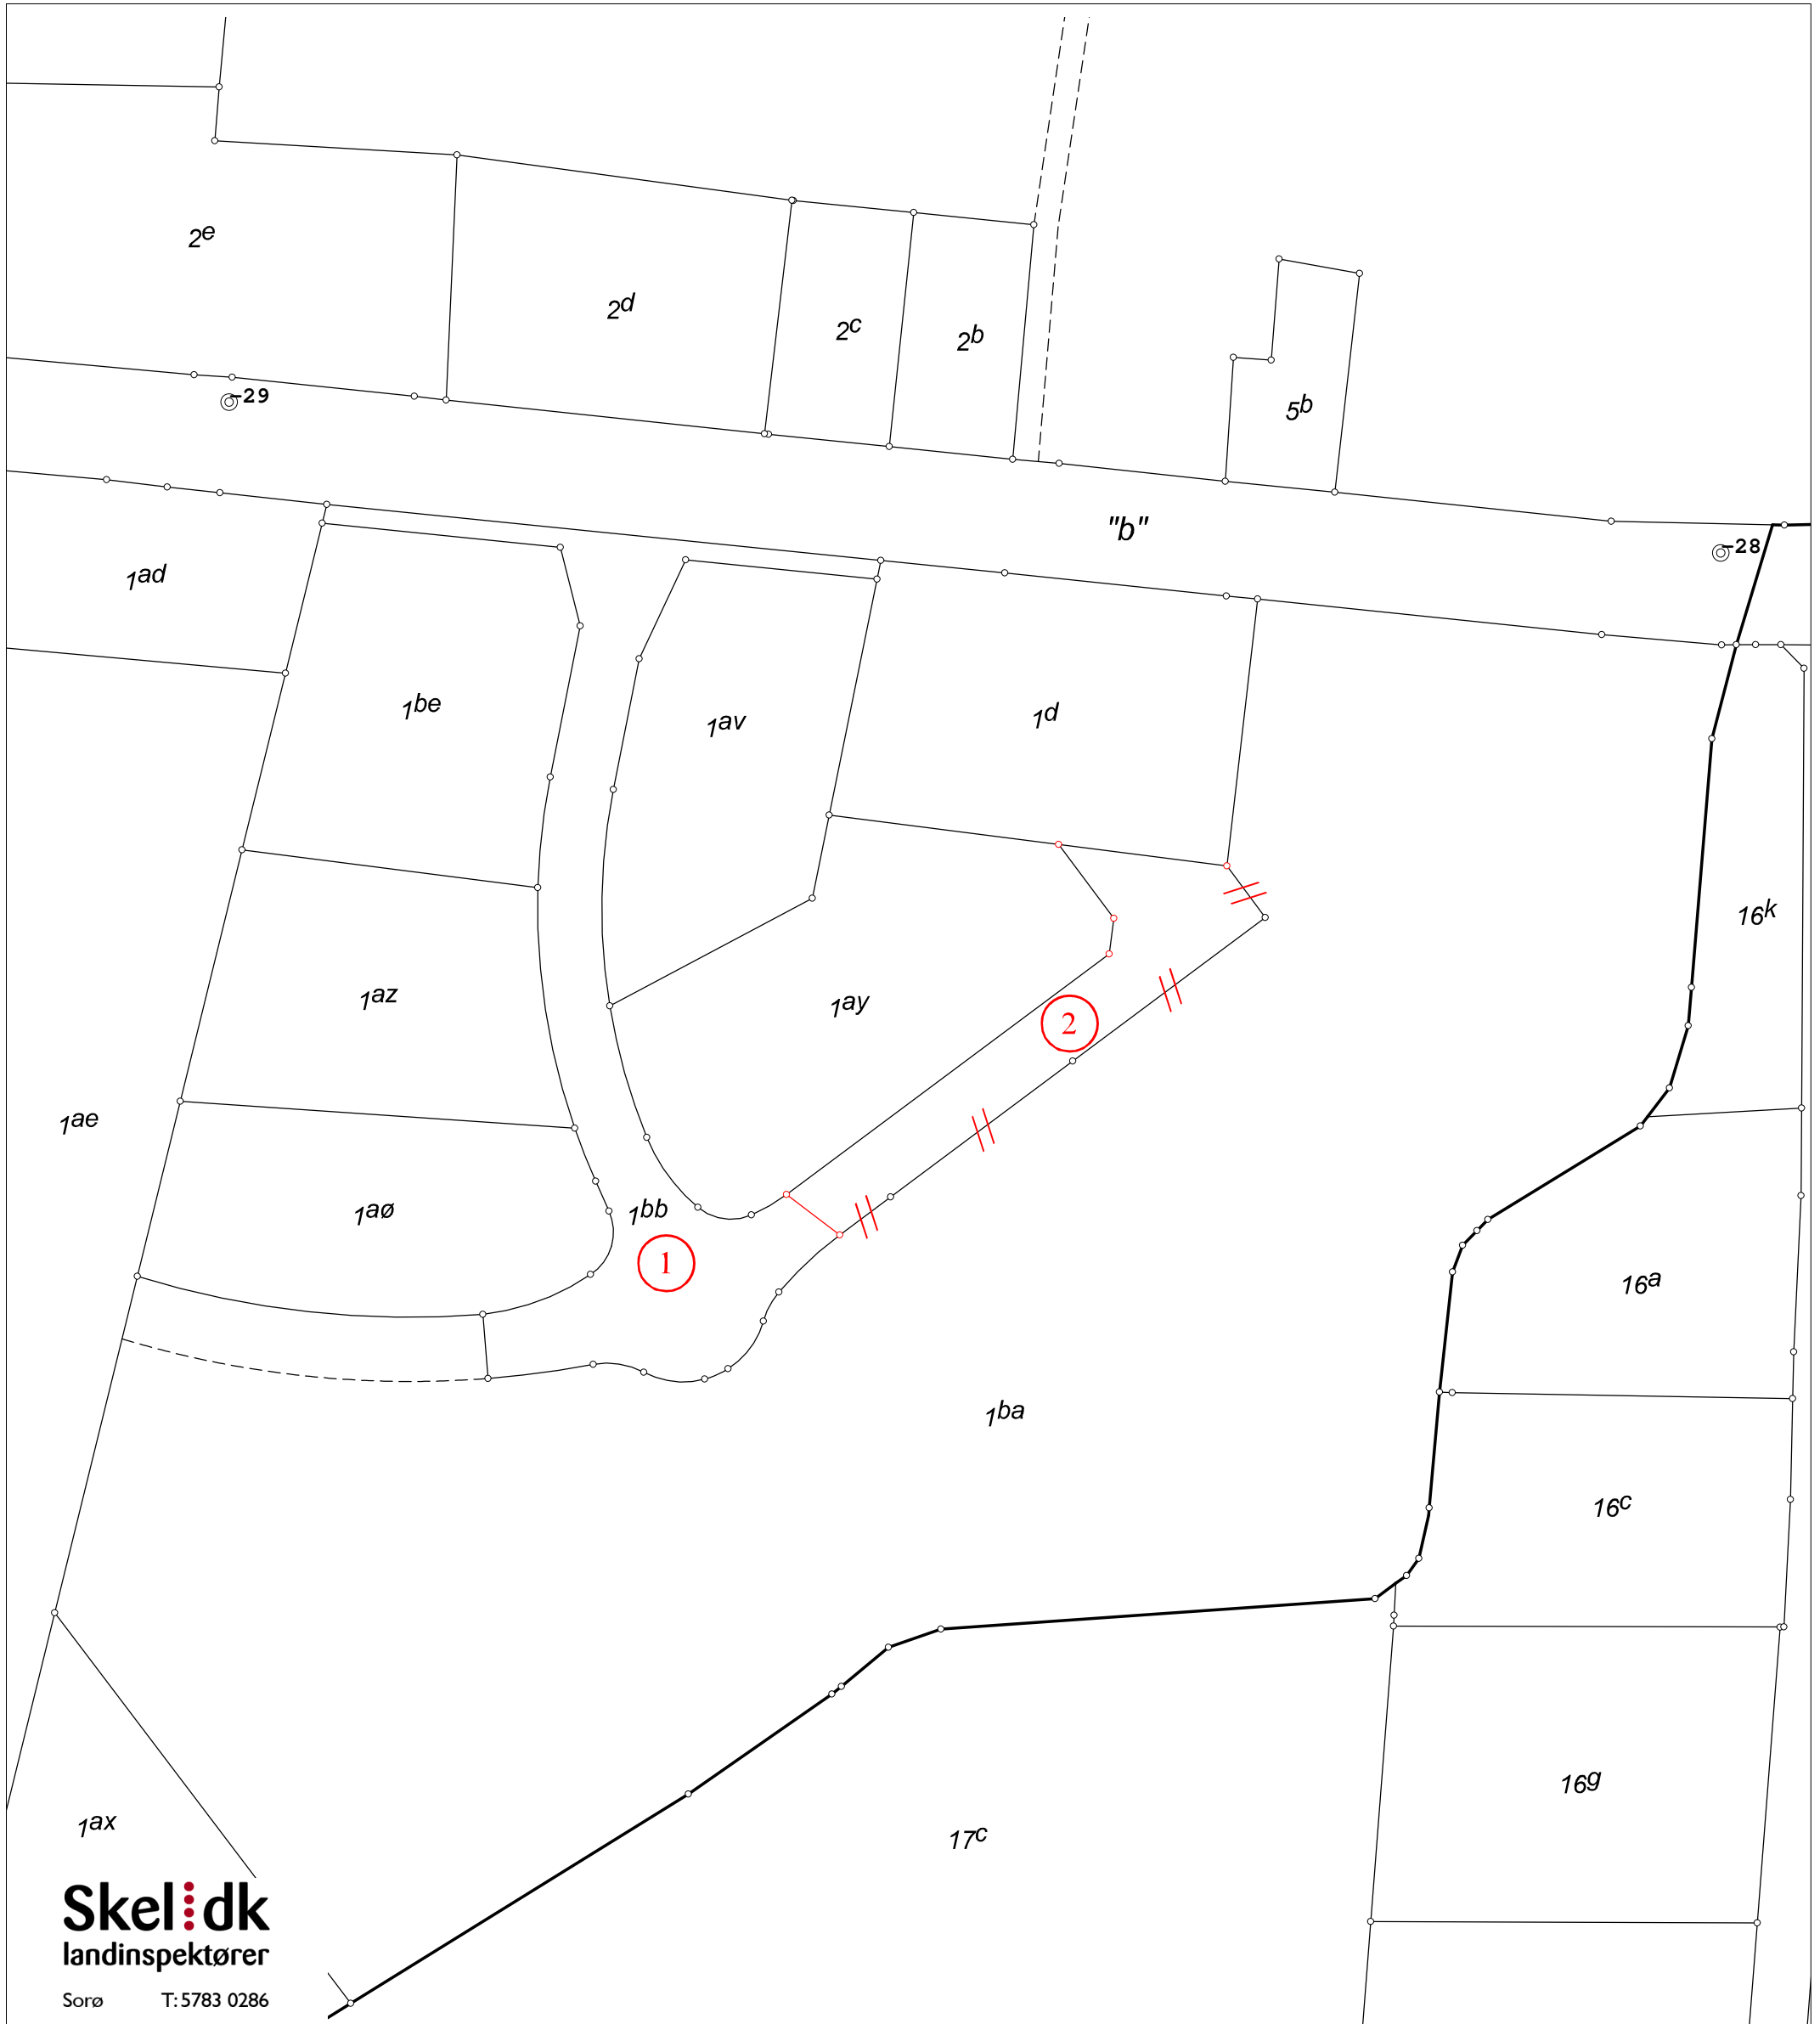 2e
2d
2c
2b
5b
-29
"b"
-28
1ad
1be
1av
1d
16k
1az
1ay
2
1ae
1aø
1bb
1
16a
1ba
16c
16g
1ax
17c
Skel dk
landinspektører
Sorø T: 5783 0286